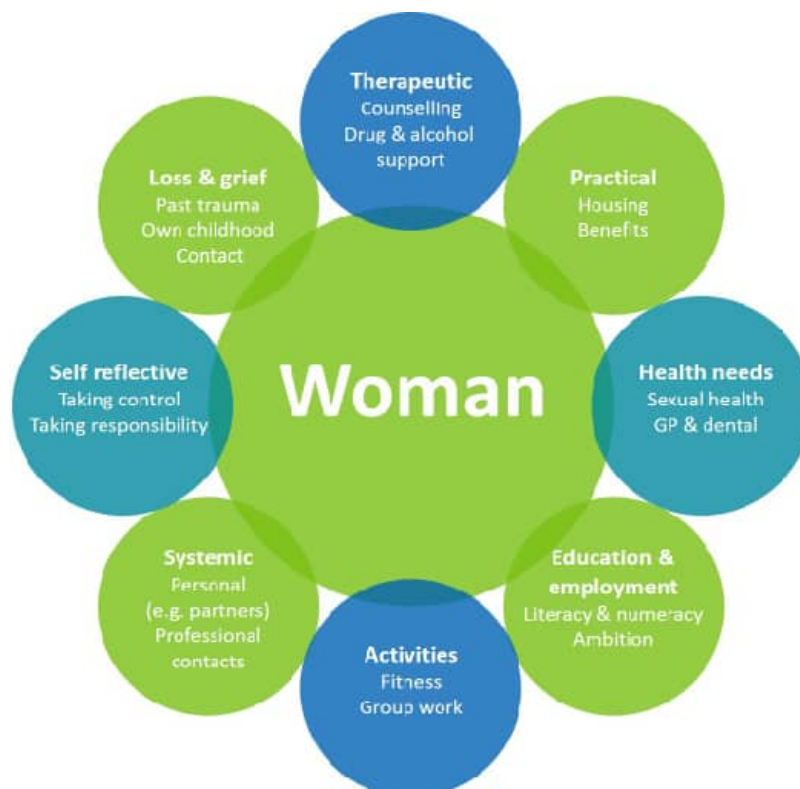 Therapeutic
Counselling
Drug & alcohol
support
Loss & grief
Past trauma
Own childhood
Contact
Practical
Housing
Benefits
Self reflective
Taking control
Taking responsibility
Woman
Health needs
Sexual health
GP & dental
Systemic
Personal
(e.g. partners)
Professional
contacts
Education &
employment
Literacy & numeracy
Ambition
Activities
Fitness
Group work